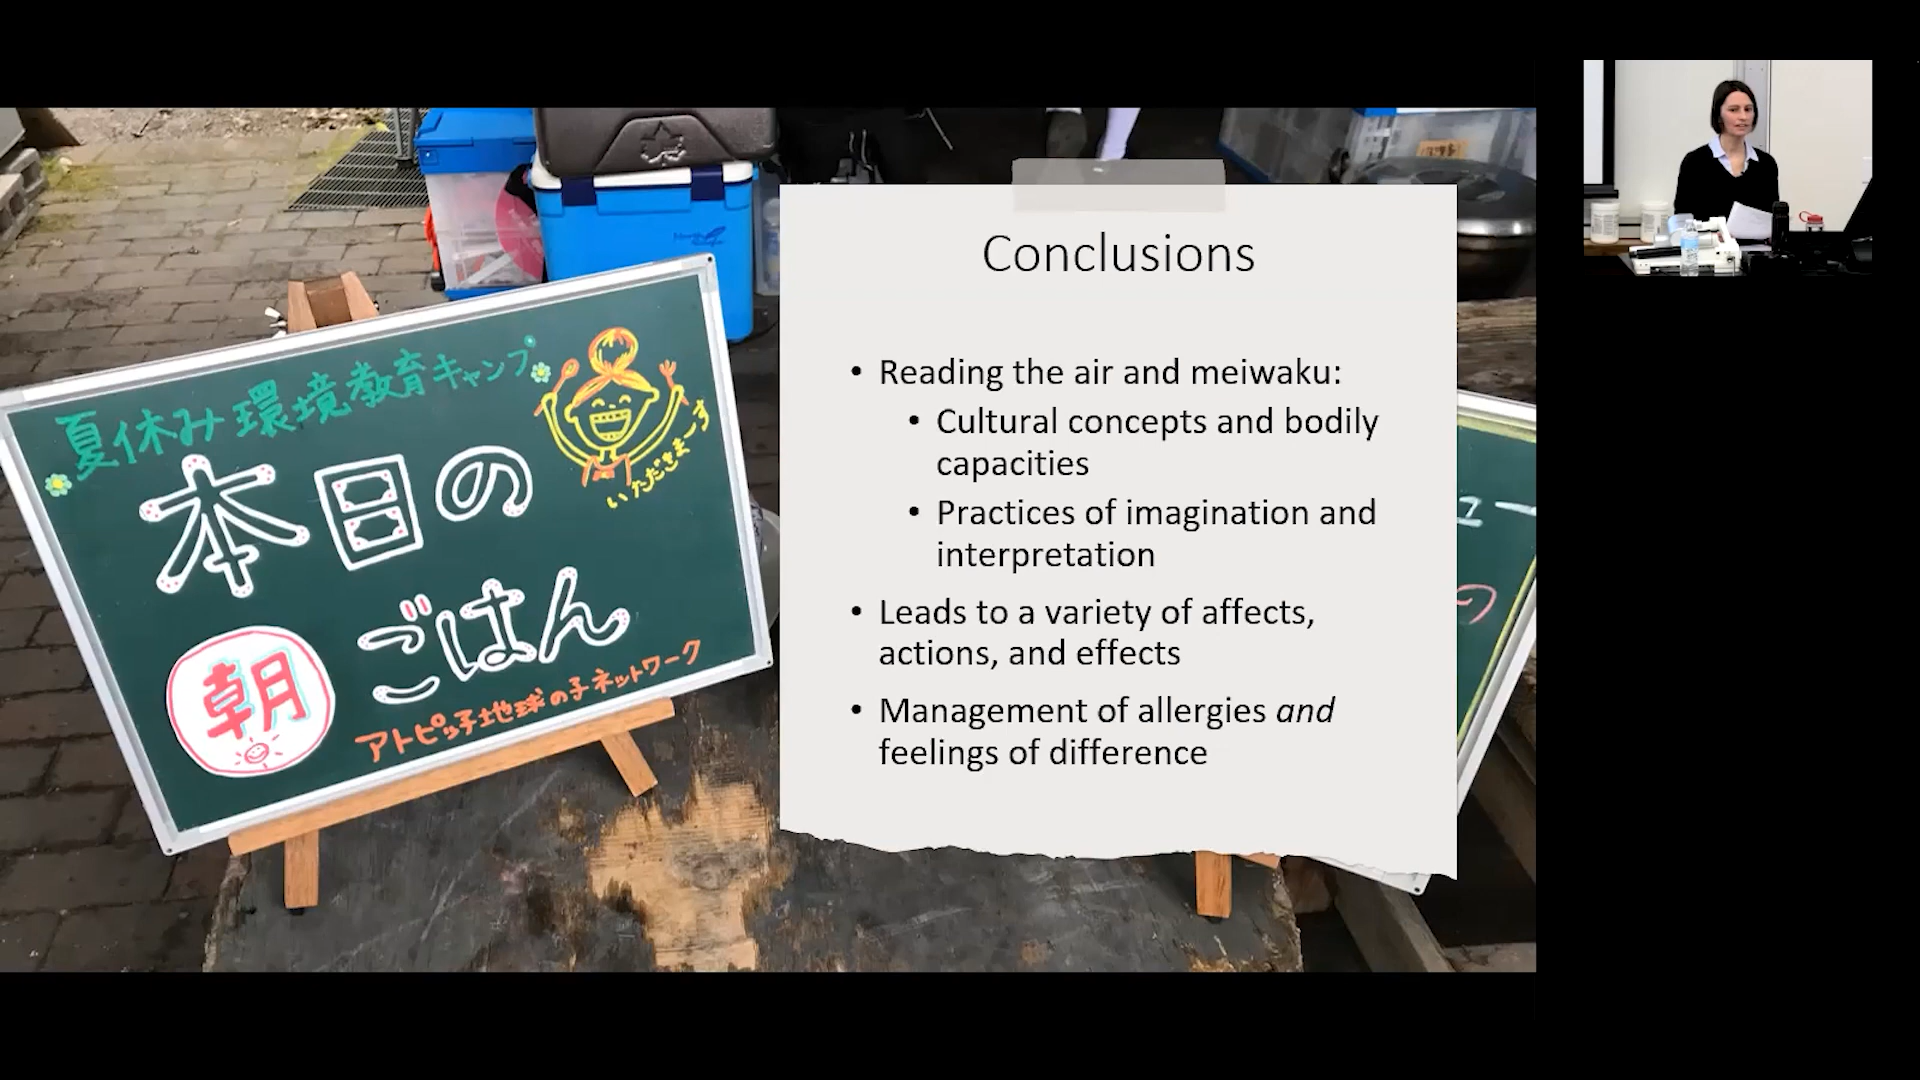 夏休み環境教育キャンプ
本日の
いただきまーす
朝ごはん
アトピッ子地球の子ネットワーク
Conclusions
• Reading the air and meiwaku:
• Cultural concepts and bodily
capacities
• Practices of imagination and
interpretation
• Leads to a variety of affects,
actions, and effects
• Management of allergies and
feelings of difference